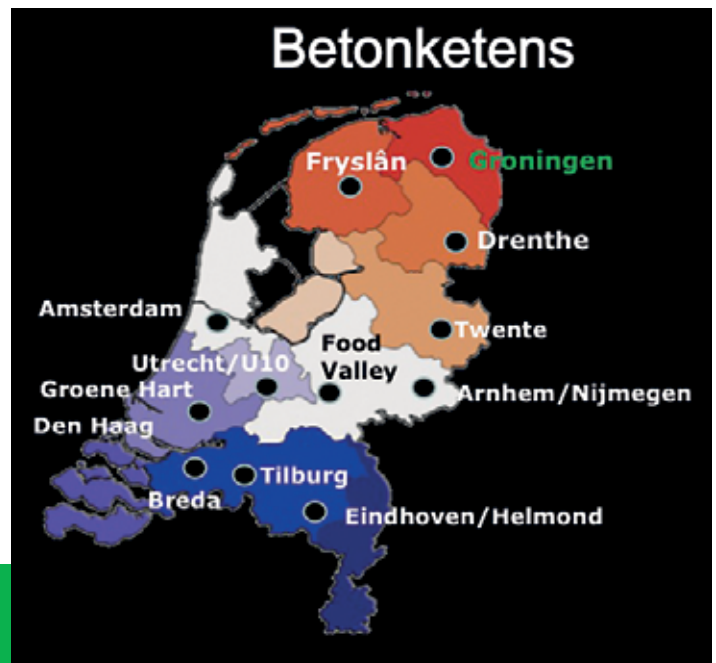 Betonketens
Fryslân
Groningen
Drenthe
Amsterdam
Twente
Food
Valley
Utrecht/U10
Groene Hart
Arnhem/Nijmegen
Den Haag
Tilburg
Breda
Eindhoven/Helmond